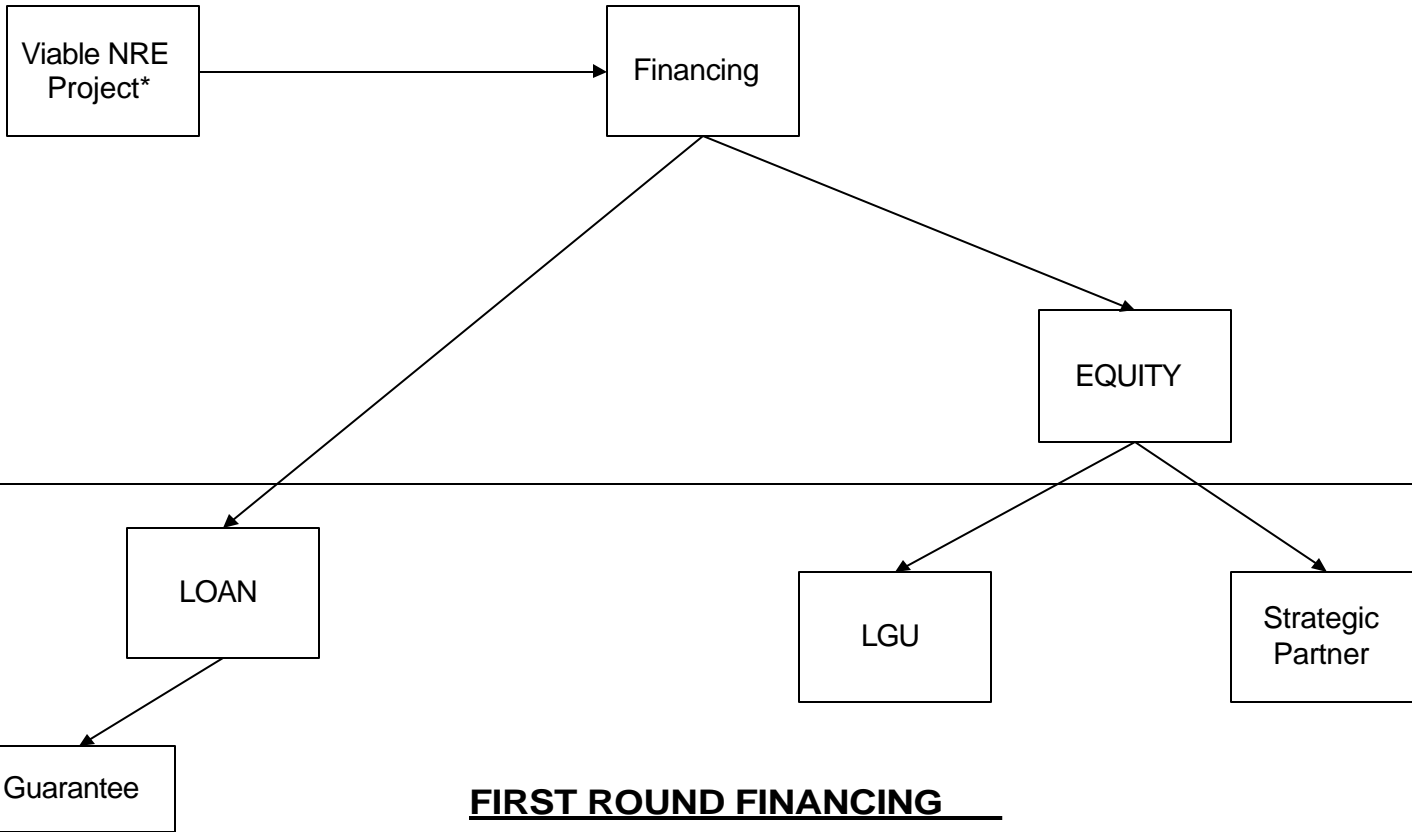 Viable NRE
Project*
Financing
EQUITY
LOAN
LGU
Strategic
Partner
Guarantee
FIRST ROUND FINANCING